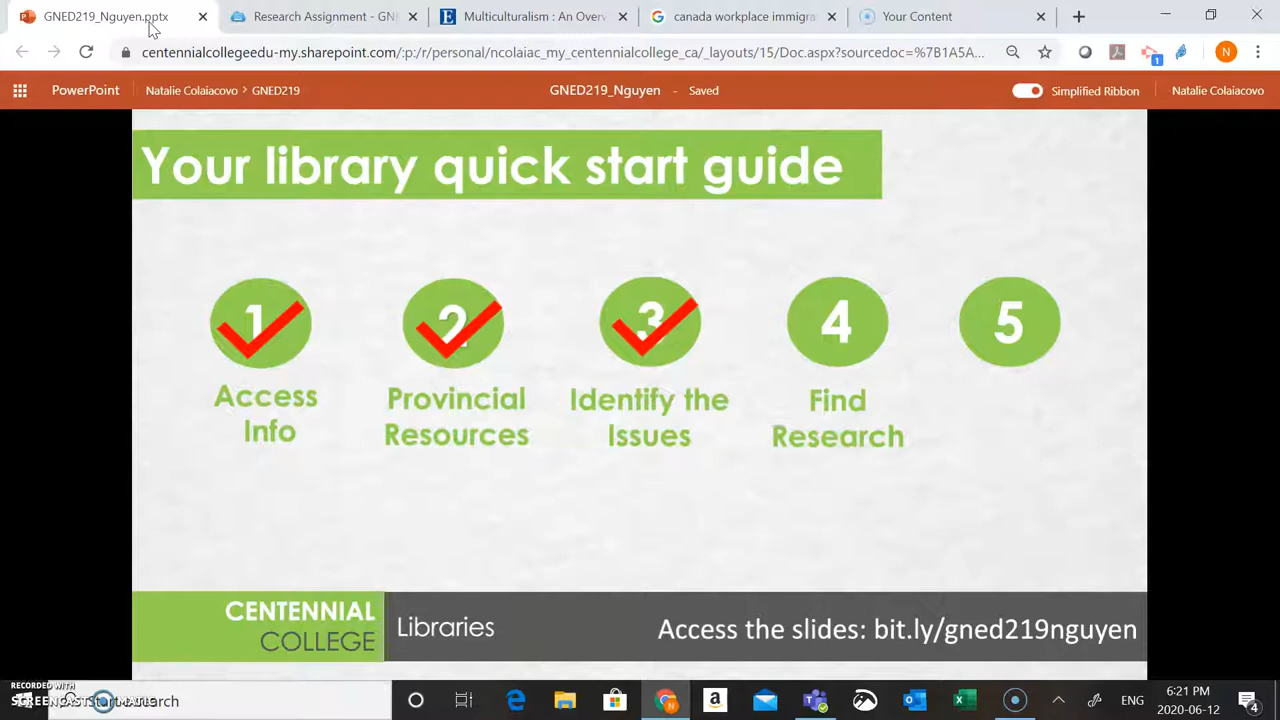 GNED219_Nguyen.pptx
Research Assignment - GN
Multiculturalism : An Overv
canada workplace immigra
Your Content
centennialcollegeedu-my.sharepoint.com/:p:/r/personal/ncolaiac_my_centennialcollege_ca/_layouts/15/Doc.aspx?sourcedoc=%7B1A5A...
1
N
PowerPoint
Natalie Colaiacovo > GNED219
GNED219_Nguyen - Saved
Simplified Ribbon
Natalie Colaiacovo
Your library quick start guide
1 2 3 4 5
Access Info
Provincial Resources
Identify the Issues
Find Research
CENTENNIAL
COLLEGE
Libraries
Access the slides: bit.ly/gned219nguyen
RECORDED WITH
SCREENCAST-O-MATIC
ENG
6:21 PM
2020-06-12
4